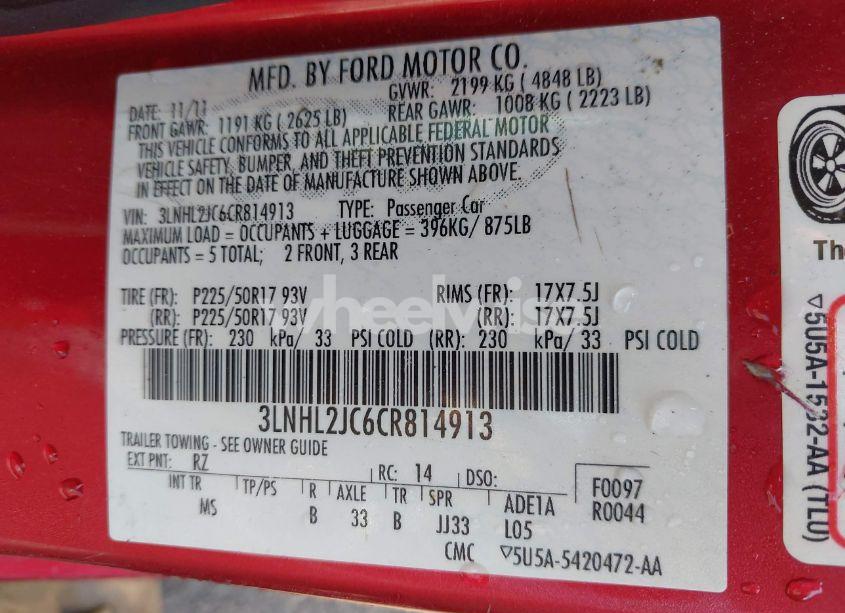 MFD. BY FORD MOTOR CO.
DATE: 11/11 GVWR: 2199 KG ( 4848 LB)
FRONT GAWR: 1191 KG ( 2625 LB) REAR GAWR: 1008 KG ( 2223 LB)
THIS VEHICLE CONFORMS TO ALL APPLICABLE FEDERAL MOTOR
VEHICLE SAFETY, BUMPER, AND THEFT PREVENTION STANDARDS
IN EFFECT ON THE DATE OF MANUFACTURE SHOWN ABOVE.
VIN: 3LNHL2JC6CR814913 TYPE: Passenger Car
MAXIMUM LOAD = OCCUPANTS + LUGGAGE = 396KG/ 875LB
OCCUPANTS = 5 TOTAL; 2 FRONT, 3 REAR
TIRE (FR): P225/50R17 93V RIMS (FR): 17X7.5J
(RR): P225/50R17 93V (RR): 17X7.5J
PRESSURE (FR): 230 kPa/ 33 PSI COLD (RR): 230 kPa/ 33 PSI COLD
3LNHL2JC6CR814913
TRAILER TOWING - SEE OWNER GUIDE
EXT PNT: RZ RC: 14 DSO: F0097
INT TR TP/PS R AXLE TR SPR ADE1A R0044
MS B 33 B JJ33 L05
CMC ▽5U5A-5420472-AA
The
▽5U5A-1532-AA (TLU)